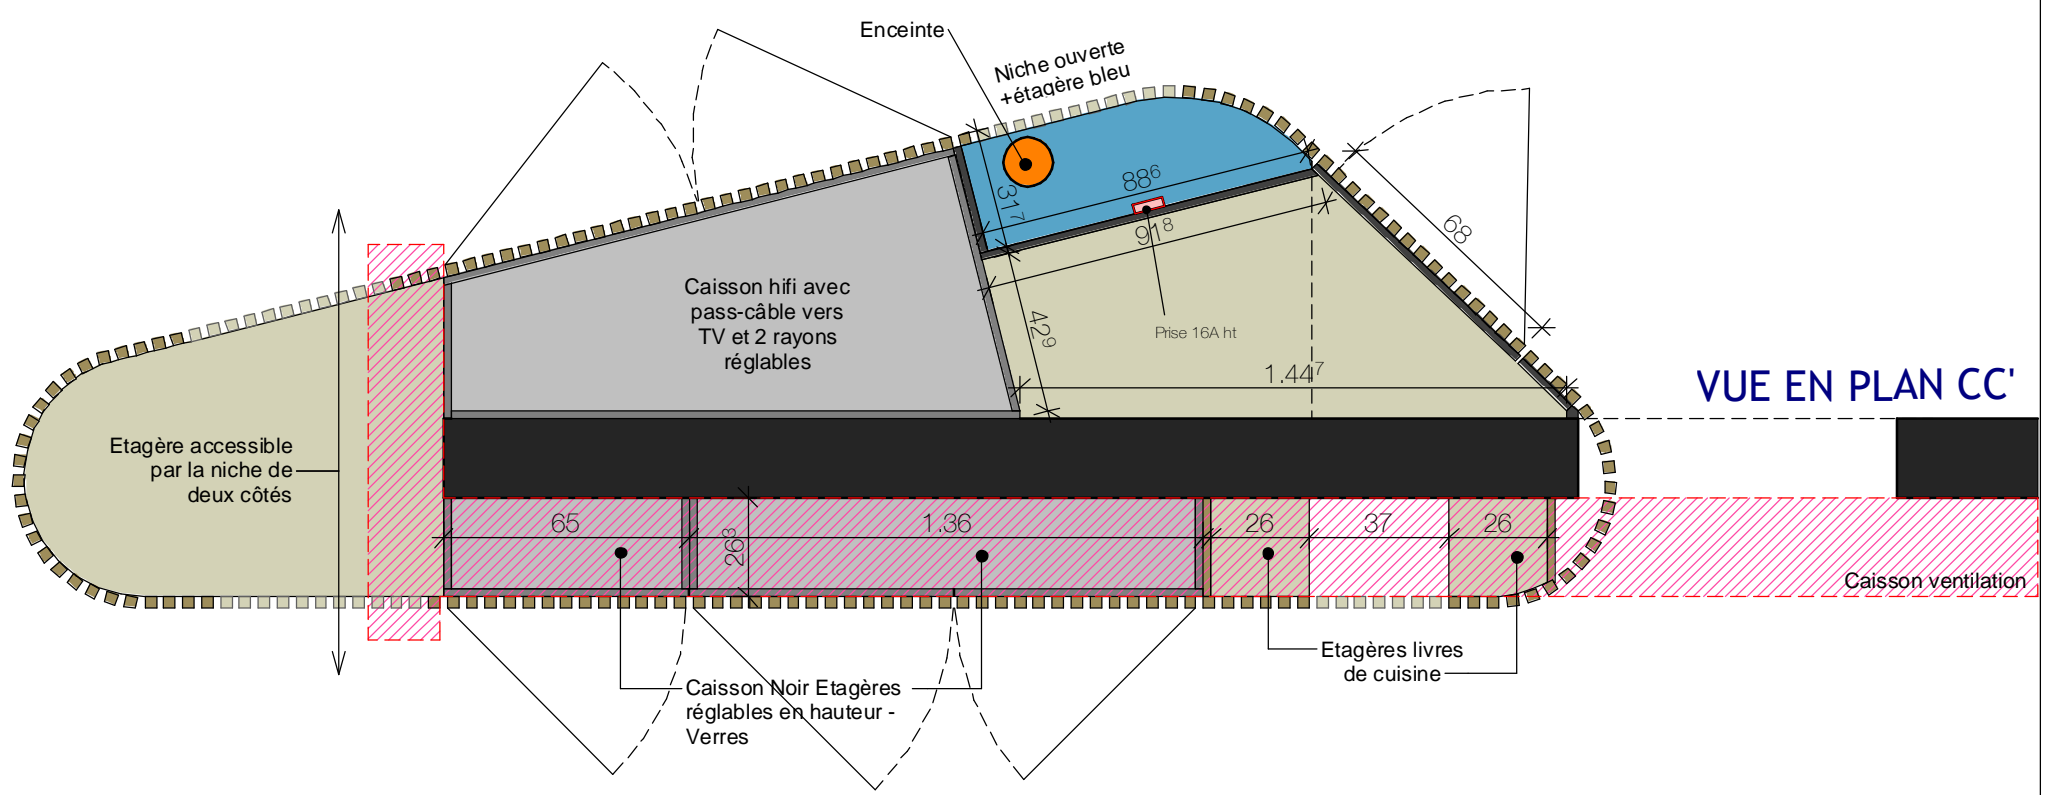 Enceinte
Niche ouverte
+étagère bleu
88⁶
31⁷
91⁸
68
Caisson hifi avec
pass-câble vers
TV et 2 rayons
réglables
42⁹
Prise 16A ht
1.44⁷
VUE EN PLAN CC'
Etagère accessible
par la niche de
deux côtés
65
26³
1.36
26
37
26
Caisson ventilation
Etagères livres
de cuisine
Caisson Noir Etagères
réglables en hauteur -
Verres